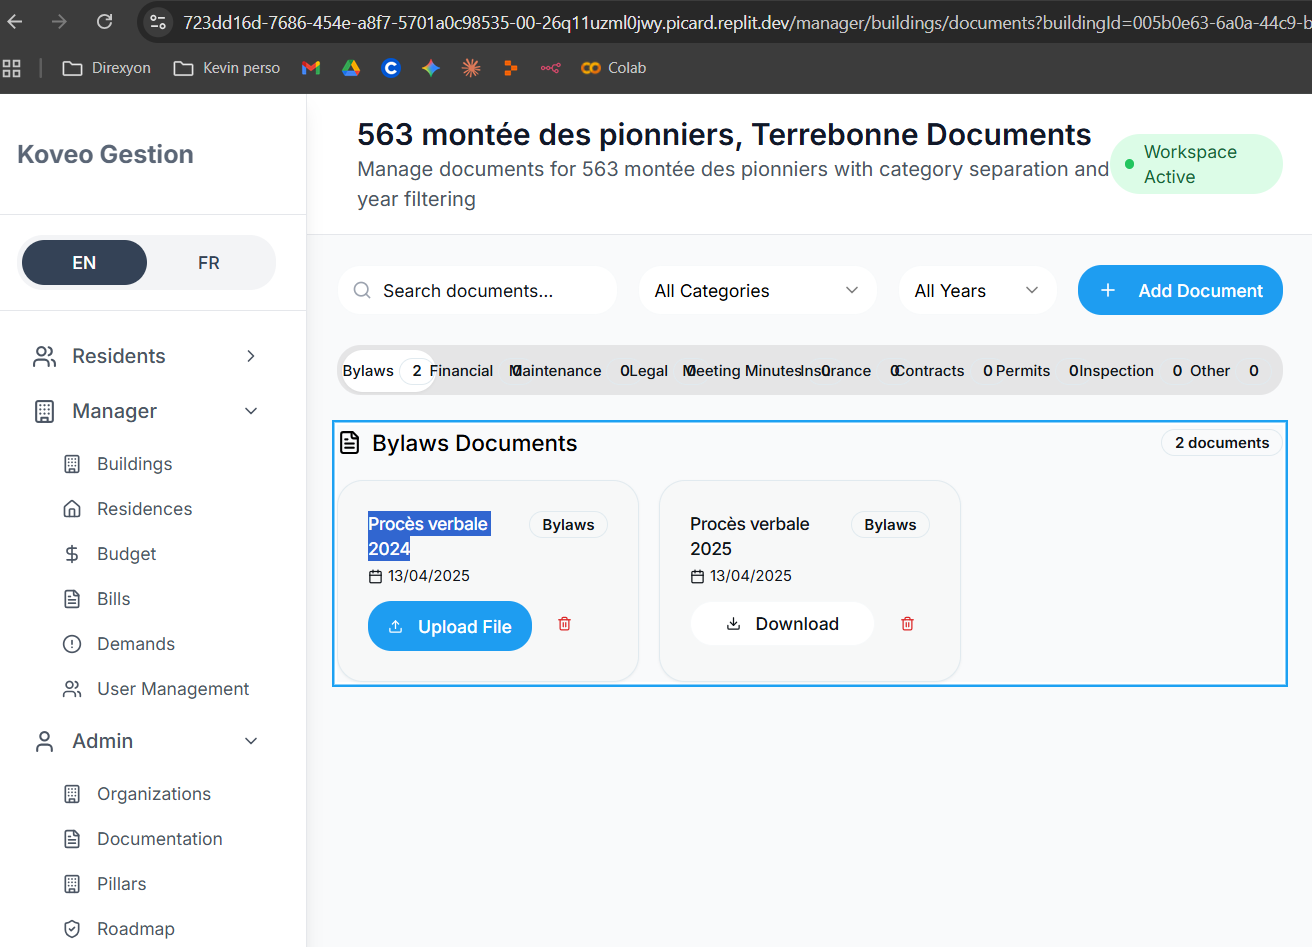 723dd16d-7686-454e-a8f7-5701a0c98535-00-26q11uzml0jwy.picard.replit.dev/manager/buildings/documents?buildingId=005b0e63-6a0a-44c9-b
Direxyon
Kevin perso
Colab
Koveo Gestion
EN
FR
Residents
Manager
Buildings
Residences
Budget
Bills
Demands
User Management
Admin
Organizations
Documentation
Pillars
Roadmap
563 montée des pionniers, Terrebonne Documents
Manage documents for 563 montée des pionniers with category separation and
year filtering
Workspace
Active
Search documents...
All Categories
All Years
Add Document
Bylaws 2 Financial 0 Maintenance 0 Legal 0 Meeting Minutes 0 Insurance 0 Contracts 0 Permits 0 Inspection 0 Other 0
Bylaws Documents
2 documents
Procès verbale
2024
Bylaws
13/04/2025
Upload File
Procès verbale
2025
Bylaws
13/04/2025
Download